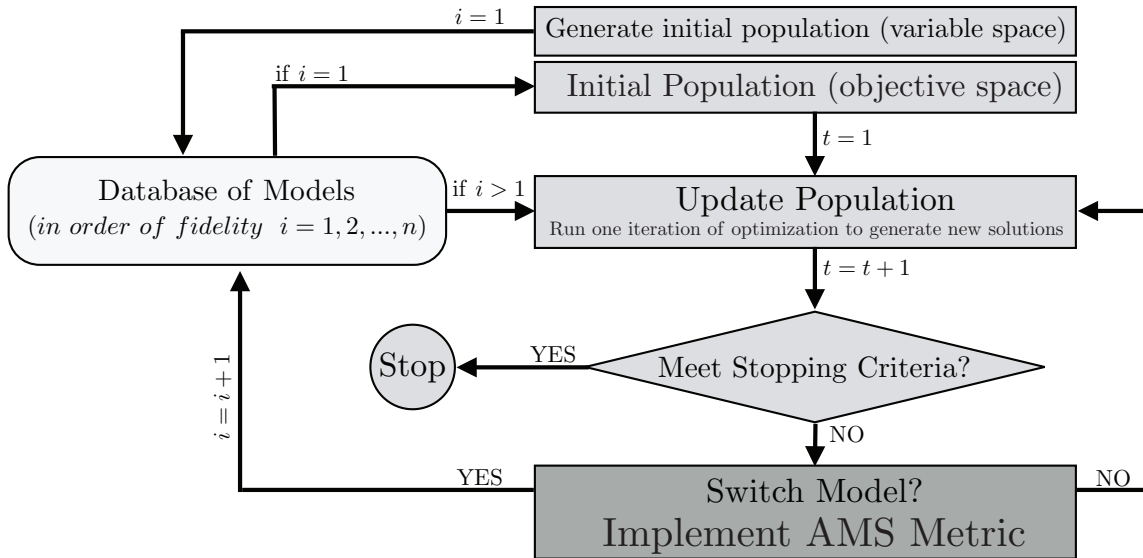 i = 1
Generate initial population (variable space)
if i = 1
Initial Population (objective space)
t = 1
Database of Models
(in order of fidelity i = 1, 2, ..., n)
if i > 1
Update Population
Run one iteration of optimization to generate new solutions
t = t + 1
Stop
YES
Meet Stopping Criteria?
i = i + 1
NO
YES
Switch Model?
NO
Implement AMS Metric